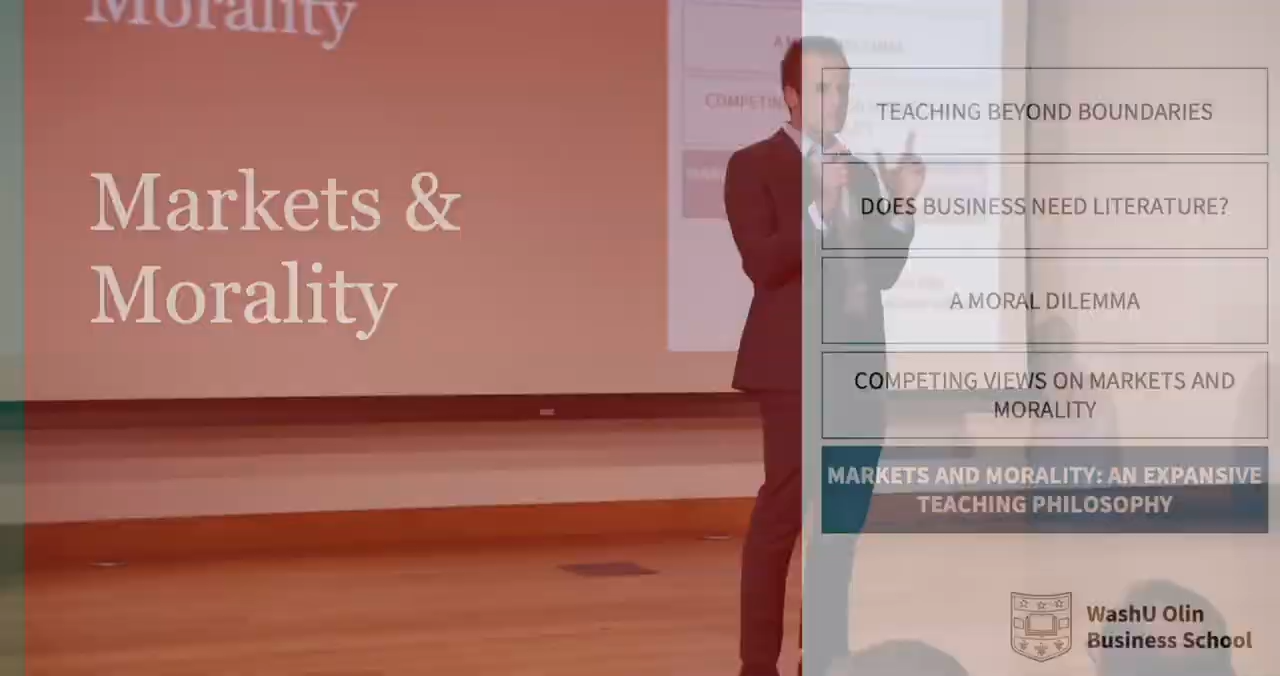 Morality
Markets &
Morality
TEACHING BEYOND BOUNDARIES
DOES BUSINESS NEED LITERATURE?
A MORAL DILEMMA
COMPETING VIEWS ON MARKETS AND
MORALITY
MARKETS AND MORALITY: AN EXPANSIVE
TEACHING PHILOSOPHY
WashU Olin
Business School